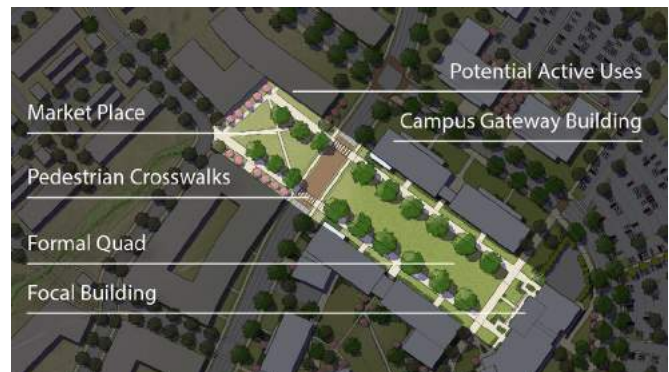 Potential Active Uses
Market Place
Campus Gateway Building
Pedestrian Crosswalks
Formal Quad
Focal Building